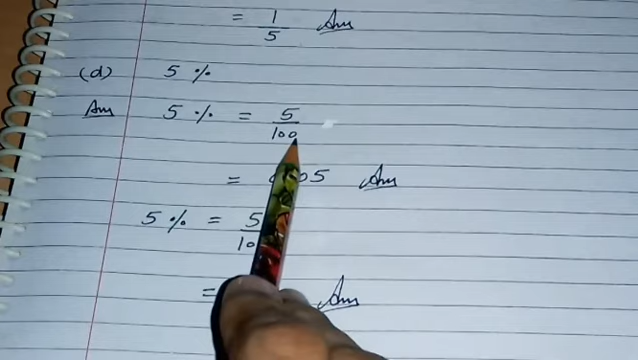 = 1/5 Ans
(d) 5 %
Ans 5 % = 5/100
= 05 Ans
5 % = 5/10
= Ans